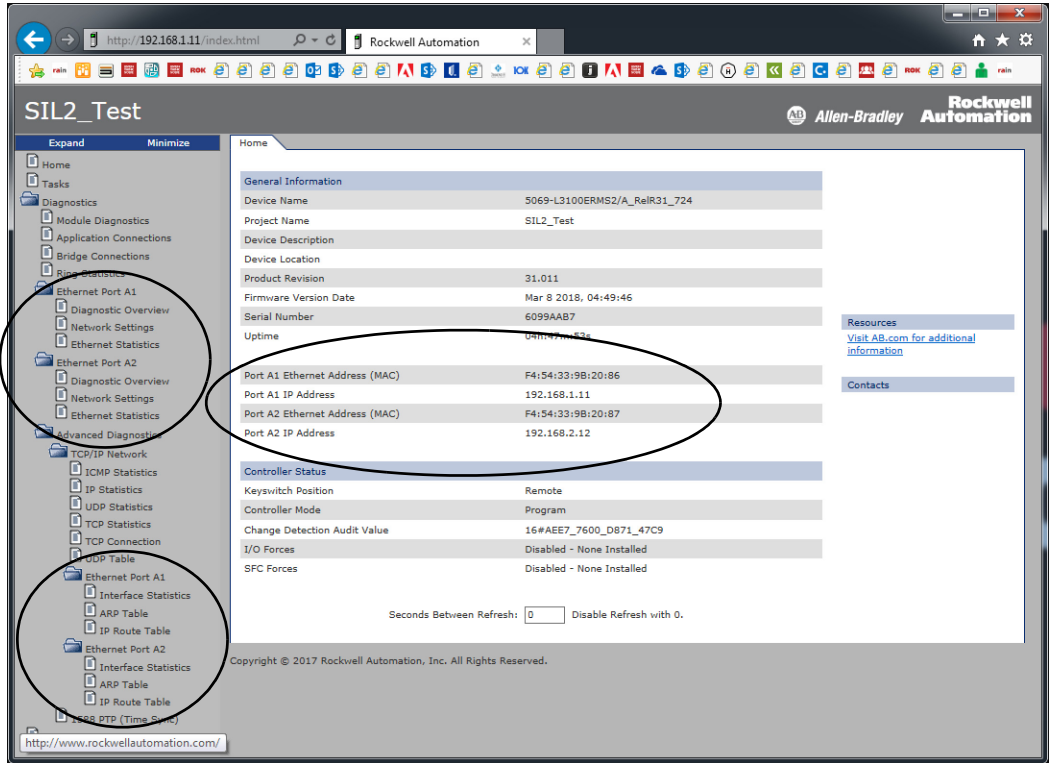 http://192.168.1.11/index.html
Rockwell Automation
SIL2_Test
Allen-Bradley
Rockwell
Automation
Expand Minimize
Home
Tasks
Diagnostics
Module Diagnostics
Application Connections
Bridge Connections
Ring Statistics
Ethernet Port A1
Diagnostic Overview
Network Settings
Ethernet Statistics
Ethernet Port A2
Diagnostic Overview
Network Settings
Ethernet Statistics
Advanced Diagnostics
TCP/IP Network
ICMP Statistics
IP Statistics
UDP Statistics
TCP Statistics
TCP Connection
UDP Table
Ethernet Port A1
Interface Statistics
ARP Table
IP Route Table
Ethernet Port A2
Interface Statistics
ARP Table
IP Route Table
1588 PTP (Time Sync)
http://www.rockwellautomation.com/
Home
General Information
Device Name 5069-L3100ERMS2/A_RelR31_724
Project Name SIL2_Test
Device Description
Device Location
Product Revision 31.011
Firmware Version Date Mar 8 2018, 04:49:46
Serial Number 6099AAB7
Uptime 04h:47m:53s
Port A1 Ethernet Address (MAC) F4:54:33:9B:20:86
Port A1 IP Address 192.168.1.11
Port A2 Ethernet Address (MAC) F4:54:33:9B:20:87
Port A2 IP Address 192.168.2.12
Controller Status
Keyswitch Position Remote
Controller Mode Program
Change Detection Audit Value 16#AEE7_7600_D871_47C9
I/O Forces Disabled - None Installed
SFC Forces Disabled - None Installed
Seconds Between Refresh: 0 Disable Refresh with 0.
Resources
Visit AB.com for additional
information
Contacts
Copyright © 2017 Rockwell Automation, Inc. All Rights Reserved.